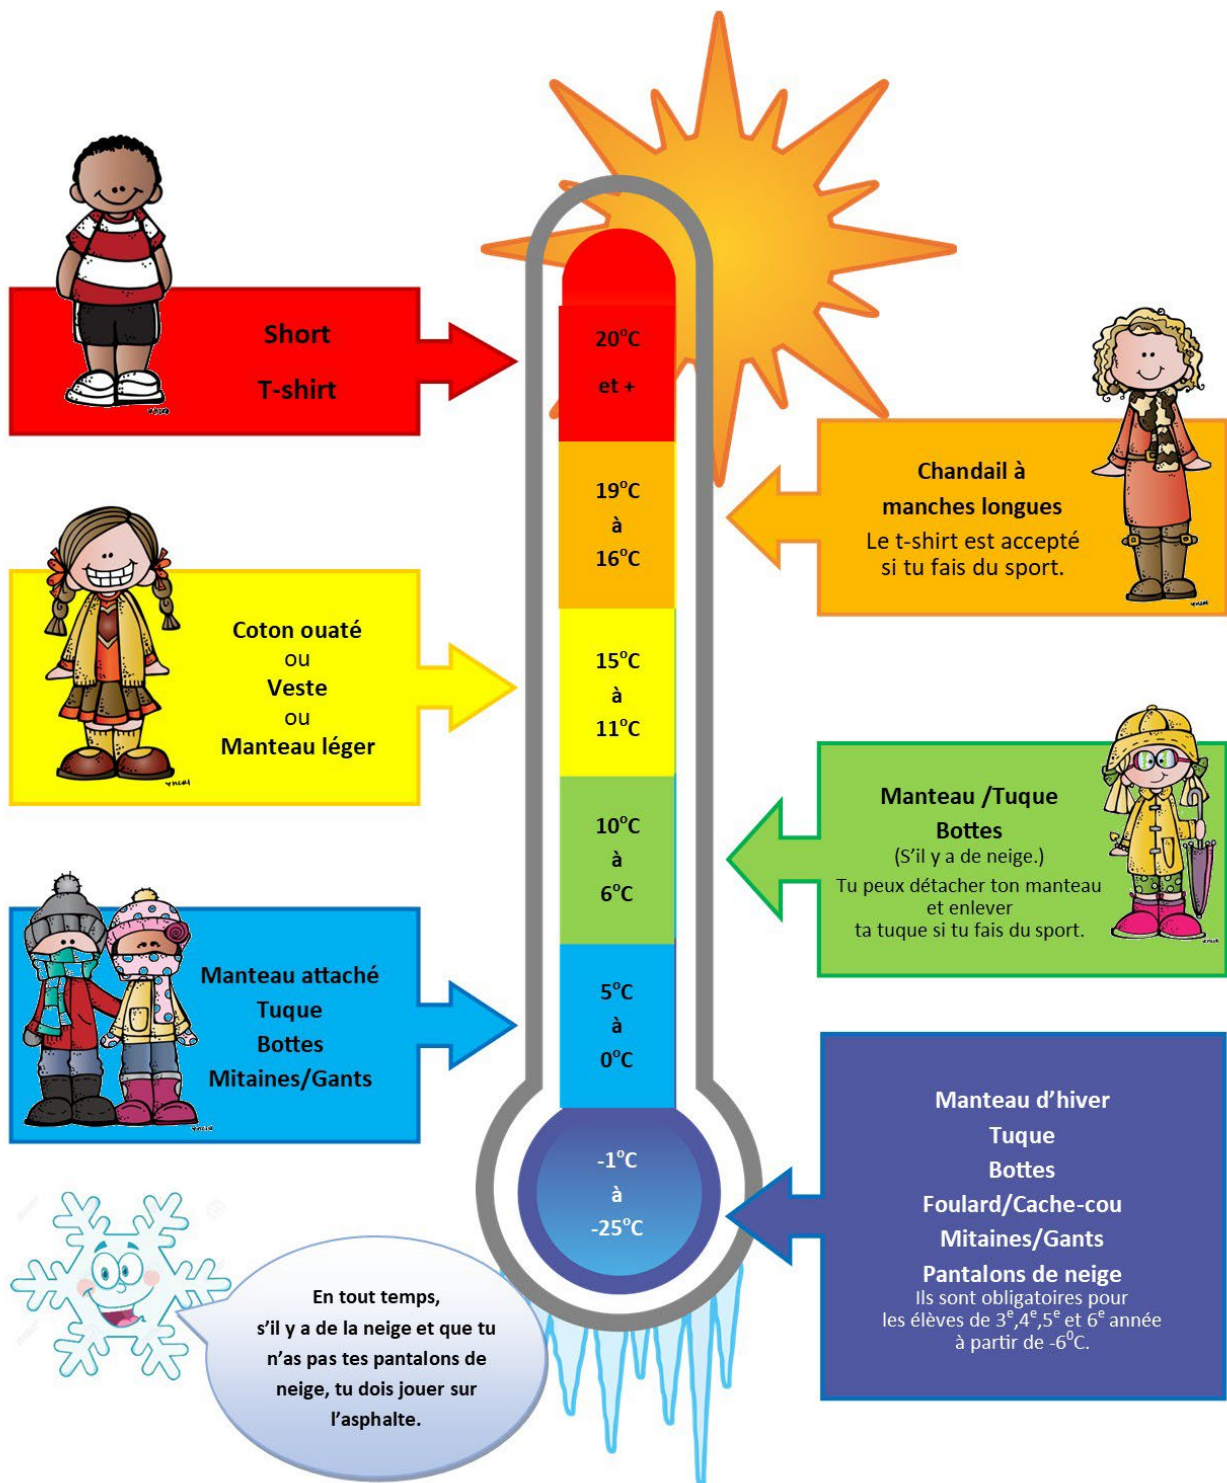 Short
T-shirt
20°C
et +
19°C
à
16°C
Chandail à
manches longues
Le t-shirt est accepté
si tu fais du sport.
Coton ouaté
ou
Veste
ou
Manteau léger
15°C
à
11°C
10°C
à
6°C
Manteau /Tuque
Bottes
(S’il y a de neige.)
Tu peux détacher ton manteau
et enlever
ta tuque si tu fais du sport.
Manteau attaché
Tuque
Bottes
Mitaines/Gants
5°C
à
0°C
-1°C
à
-25°C
Manteau d’hiver
Tuque
Bottes
Foulard/Cache-cou
Mitaines/Gants
Pantalons de neige
Ils sont obligatoires pour
les élèves de 3e,4e,5e et 6e année
à partir de -6⁰C.
En tout temps,
s’il y a de la neige et que tu
n’as pas tes pantalons de
neige, tu dois jouer sur
l’asphalte.